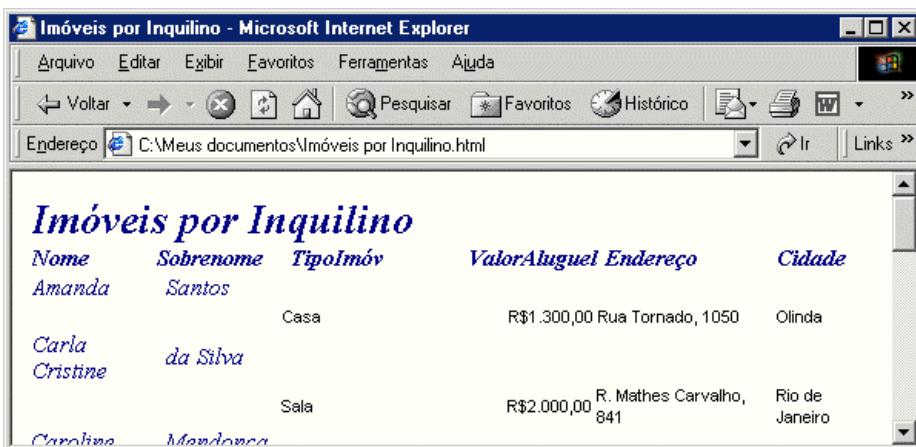 Imóveis por Inquilino - Microsoft Internet Explorer
Arquivo Editar Exibir Favoritos Ferramentas Ajuda
Voltar Pesquisar Favoritos Histórico »
Endereço C:\Meus documentos\Imóveis por Inquilino.html Ir Links »
Imóveis por Inquilino
Nome Sobrenome TipoImóv ValorAluguel Endereço Cidade
Amanda Santos
Casa R$1.300,00 Rua Tornado, 1050 Olinda
Carla
Cristine
da Silva
Sala R$2.000,00 R. Mathes Carvalho,
841
Rio de
Janeiro
Caroline Mendonça